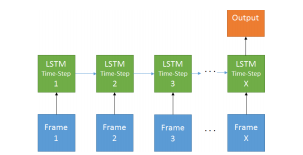 Output
LSTM
Time-Step
1
LSTM
Time-Step
2
LSTM
Time-Step
3
...
LSTM
Time-Step
X
Frame
1
Frame
2
Frame
3
...
Frame
X